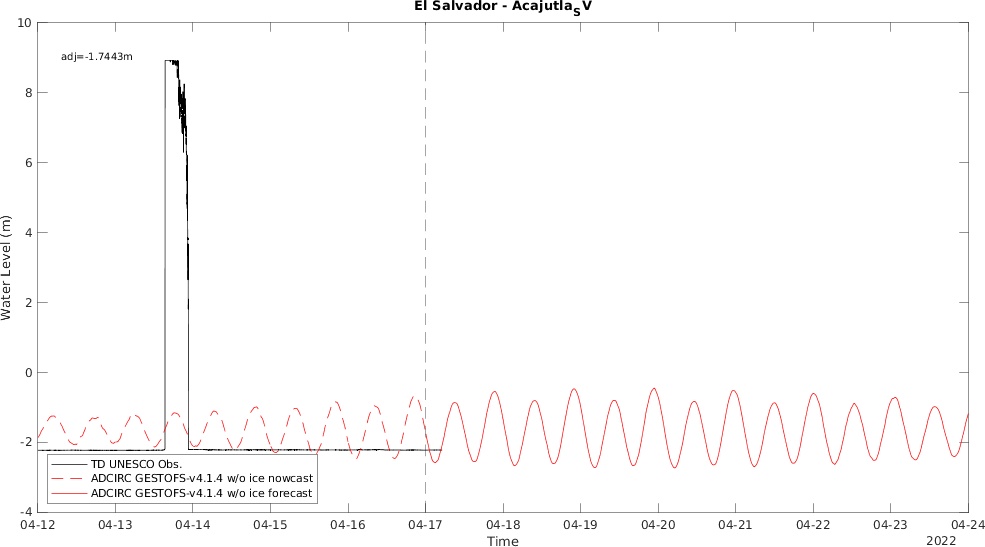 El Salvador - AcajutlaSV
adj=-1.7443m
10
8
6
4
2
0
-2
-4
Water Level (m)
TD UNESCO Obs.
ADCIRC GESTOFS-v4.1.4 w/o ice nowcast
ADCIRC GESTOFS-v4.1.4 w/o ice forecast
04-12 04-13 04-14 04-15 04-16 04-17 04-18 04-19 04-20 04-21 04-22 04-23 04-24
Time
2022